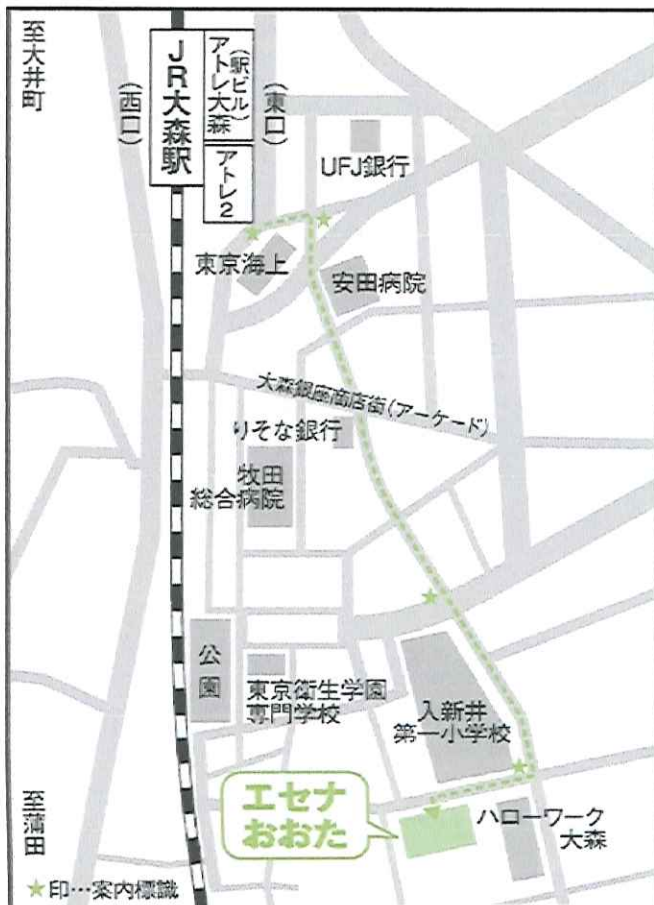 至大井町
(西口)
JR大森駅
(駅ビル)
アトレ大森
アトレ2
(東口)
UFJ銀行
東京海上
安田病院
大森銀座商店街(アーケード)
りそな銀行
牧田
総合病院
公園
東京衛生学園
専門学校
入新井
第一小学校
エセナ
おおた
ハローワーク
大森
至蒲田
★印…案内標識